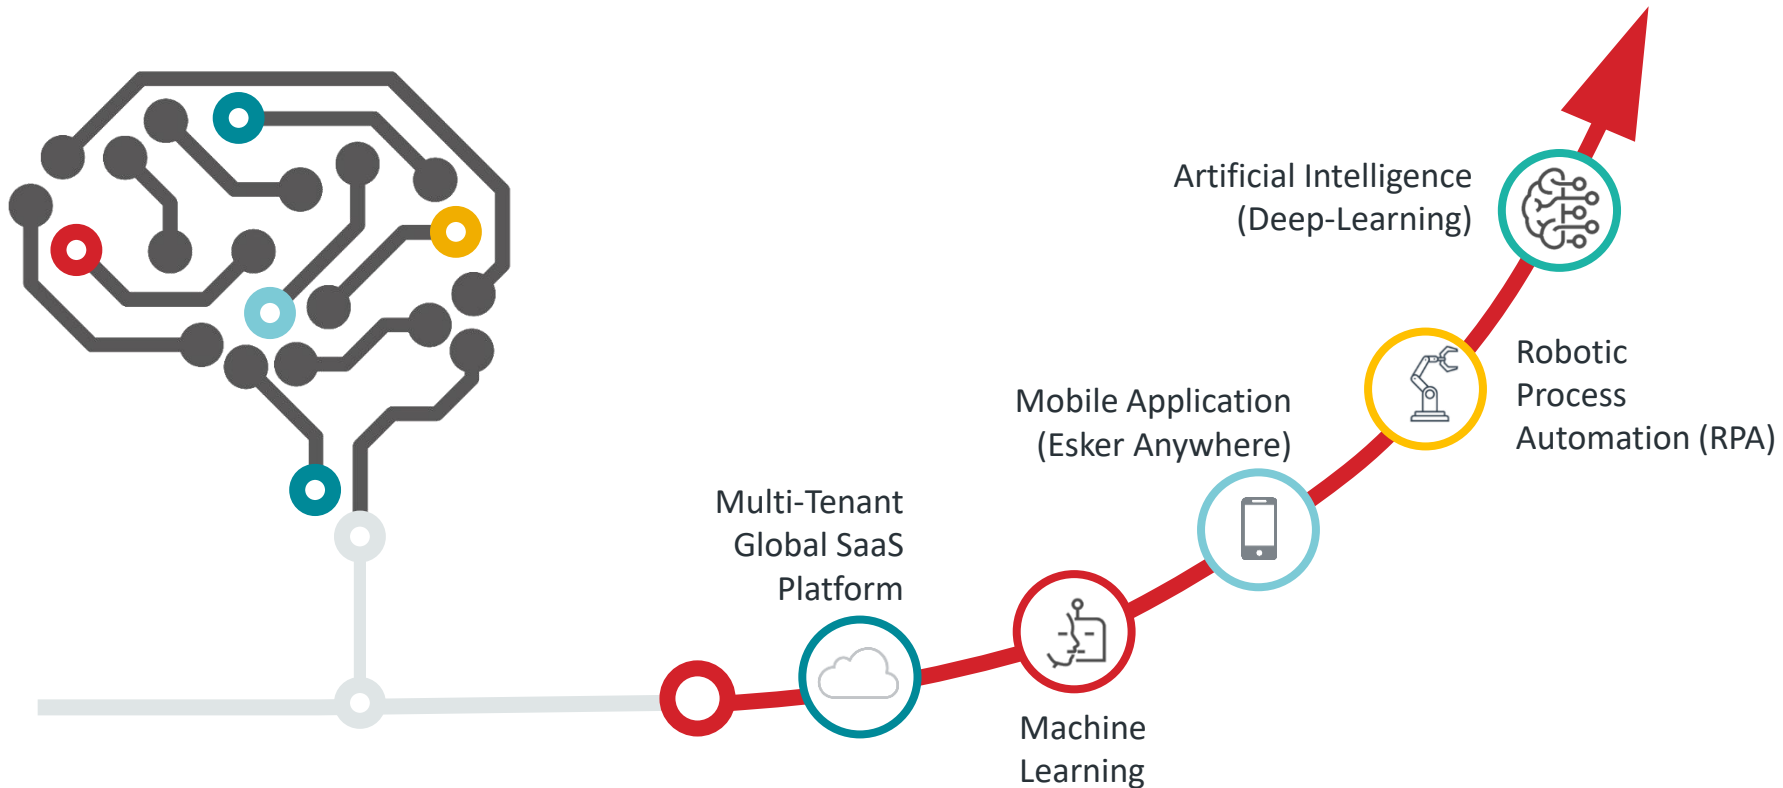 Artificial Intelligence
(Deep-Learning)
Robotic
Process
Automation (RPA)
Mobile Application
(Esker Anywhere)
Multi-Tenant
Global SaaS
Platform
Machine
Learning